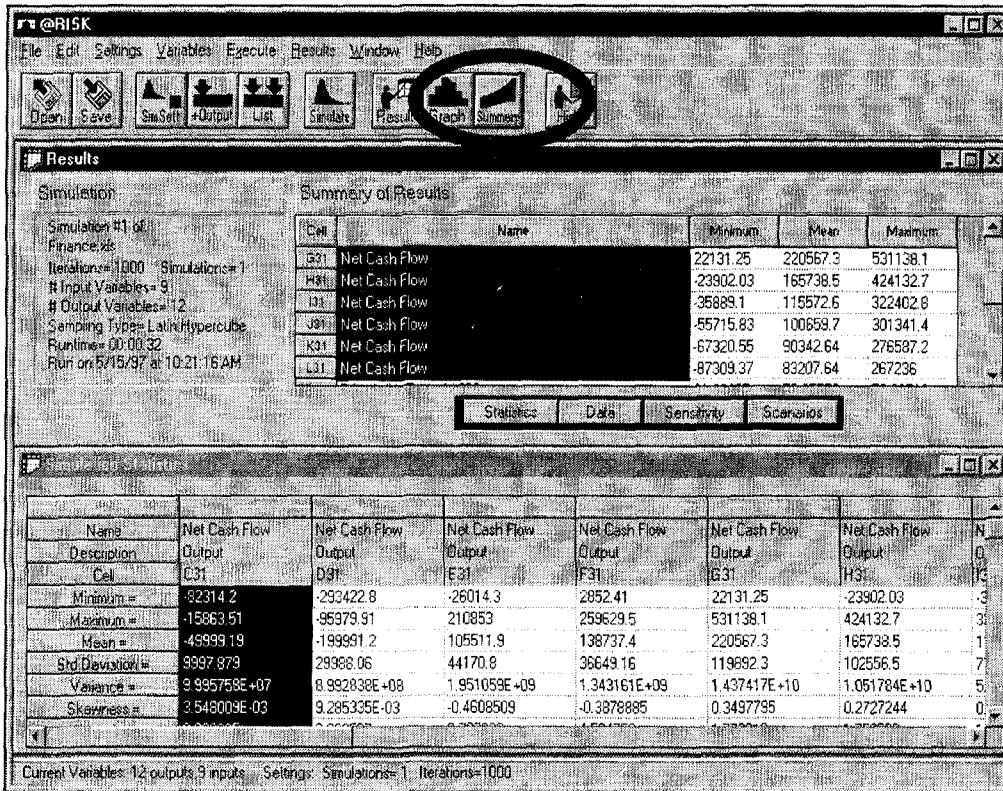 @RISK
File Edit Settings Variables Execute Results Window Help
Open Save Sim Sett +Output List Simulate Results Graph Summary
Results
Simulation
Simulation #1 of
Finance.xls
Iterations= 1000 Simulations= 1
# Input Variables= 9
# Output Variables= 12
Sampling Type= Latin Hypercube
Runtime= 00:00:32
Run on 5/15/97 at 10:21:16 AM
Summary of Results
Cell Name Minimum Mean Maximum
G31 Net Cash Flow 22131.25 220567.3 531138.1
H31 Net Cash Flow -23902.03 165738.5 424132.7
I31 Net Cash Flow -35889.1 115572.6 322402.8
J31 Net Cash Flow -55715.83 100659.7 301341.4
K31 Net Cash Flow -67320.55 90342.64 276587.2
L31 Net Cash Flow -87309.37 83207.64 267236
Statistics Data Sensitivity Scenarios
Simulation Statistics
Name Net Cash Flow Net Cash Flow Net Cash Flow Net Cash Flow Net Cash Flow Net Cash Flow N
Description Output Output Output Output Output Output O
Cell C31 D31 E31 F31 G31 H31 I3
Minimum = -82314.2 -293422.8 -26014.3 2852.41 22131.25 -23902.03 -3
Maximum = -15863.51 -95979.91 210853 259629.5 531138.1 424132.7 32
Mean = -49999.19 -199991.2 105511.9 138737.4 220567.3 165738.5 1
Std Deviation = 9997.879 29988.06 44170.8 36649.16 119892.3 102556.5 7
Variance = 9.995758E+07 8.992838E+08 1.951059E+09 1.343161E+09 1.437417E+10 1.051784E+10 5.
Skewness = 3.548009E-03 9.285335E-03 -0.4608509 -0.3878885 0.3497795 0.2727244 0.
Current Variables: 12 outputs,9 inputs Settings: Simulations= 1 Iterations=1000